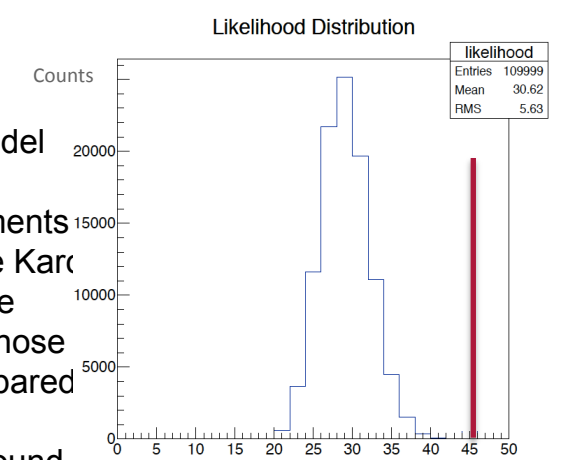 Likelihood Distribution
likelihood
Entries 109999
Mean 30.62
RMS 5.63
Counts
del
20000
15000
10000
5000
0
0 5 10 15 20 25 30 35 40 45 50